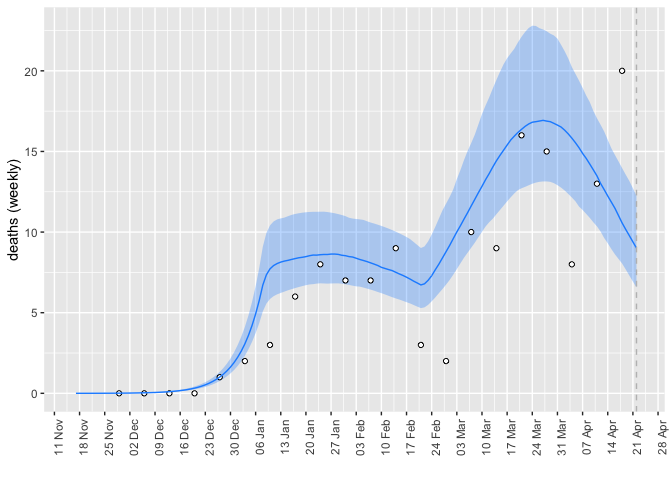 deaths (weekly)
20
15
10
5
0
11 Nov
18 Nov
25 Nov
02 Dec
09 Dec
16 Dec
23 Dec
30 Dec
06 Jan
13 Jan
20 Jan
27 Jan
03 Feb
10 Feb
17 Feb
24 Feb
03 Mar
10 Mar
17 Mar
24 Mar
31 Mar
07 Apr
14 Apr
21 Apr
28 Apr